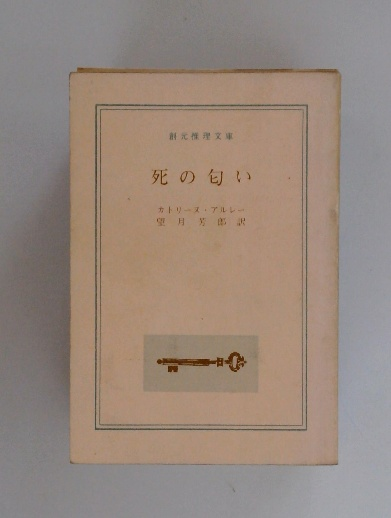 創元推理文庫
死の匂い
カトリーヌ・アルレー
望月芳郎訳